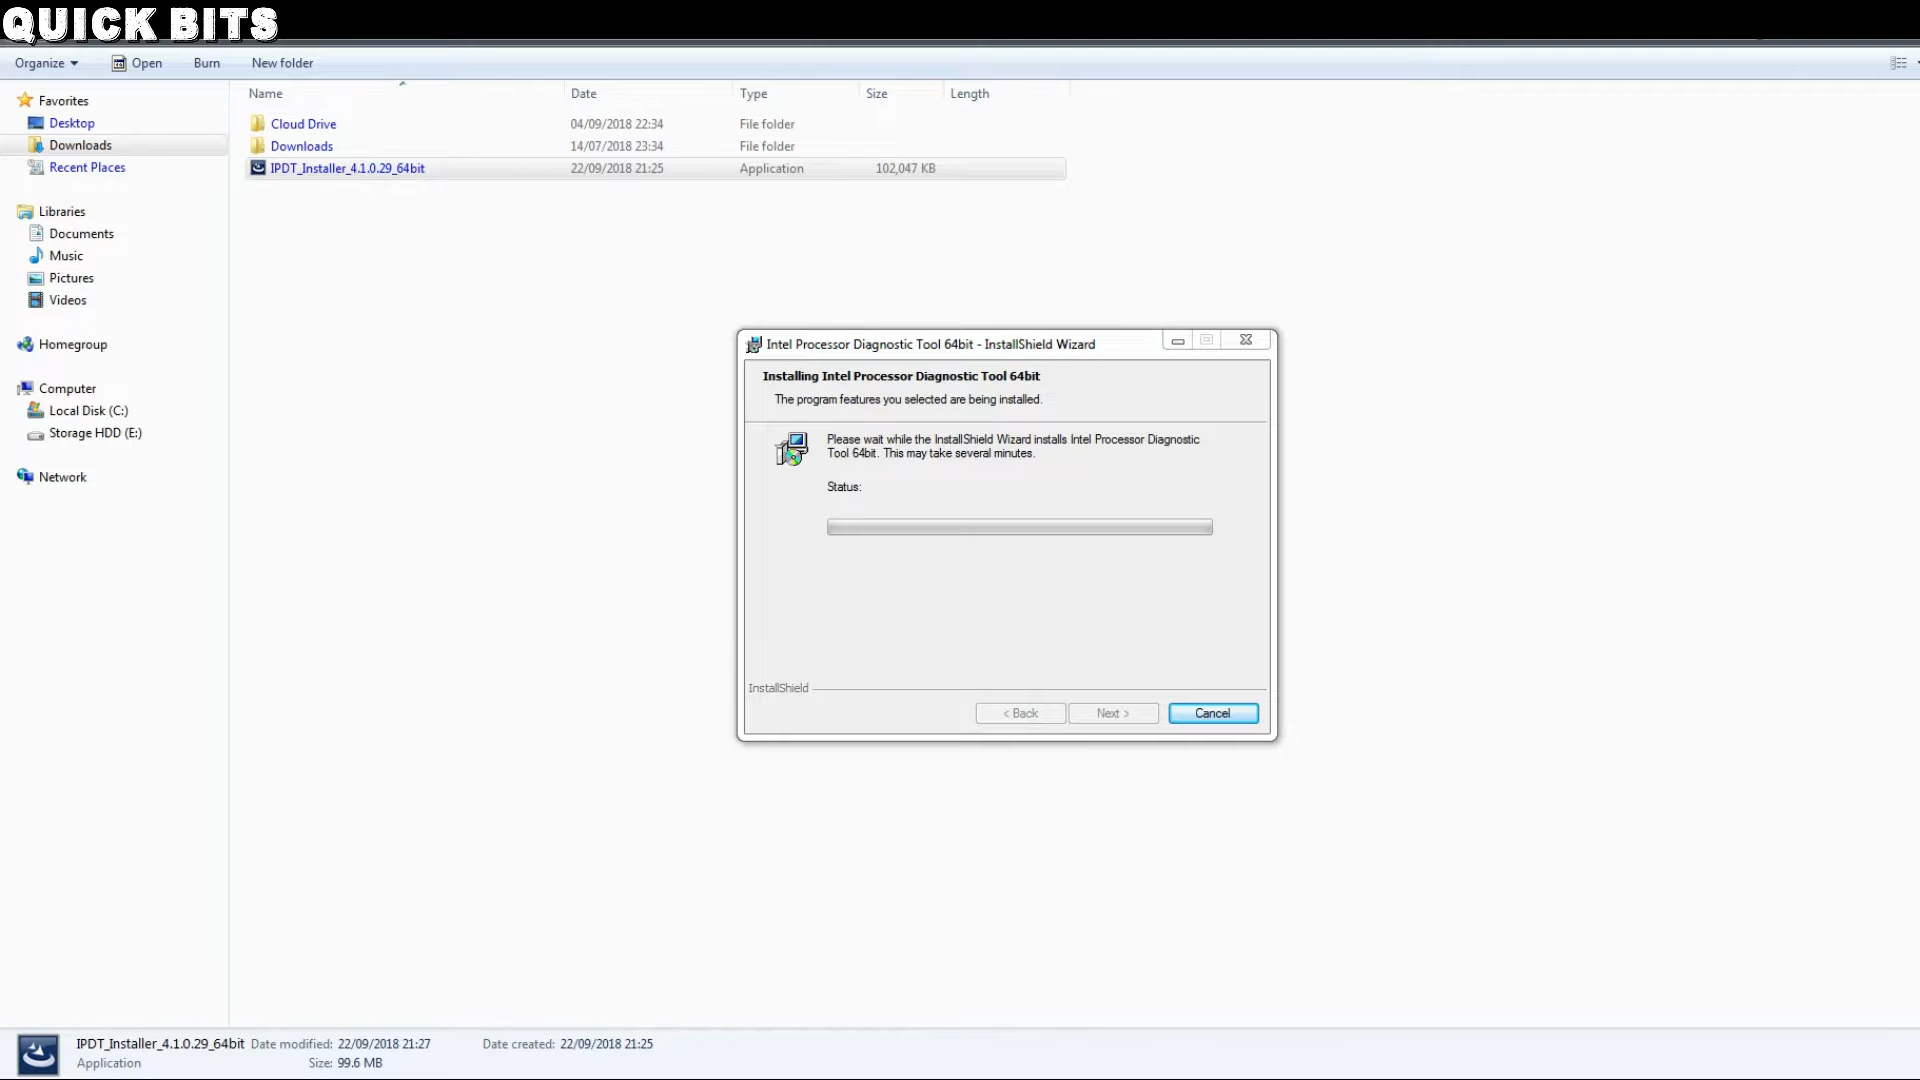 QUICK BITS
Organize Open Burn New folder
Name Date Type Size Length
Favorites
Desktop
Downloads
Recent Places
Libraries
Documents
Music
Pictures
Videos
Homegroup
Computer
Local Disk (C:)
Storage HDD (E:)
Network
Cloud Drive 04/09/2018 22:34 File folder
Downloads 14/07/2018 23:34 File folder
IPDT_Installer_4.1.0.29_64bit 22/09/2018 21:25 Application 102,047 KB
Intel Processor Diagnostic Tool 64bit - InstallShield Wizard
Installing Intel Processor Diagnostic Tool 64bit
The program features you selected are being installed.
Please wait while the InstallShield Wizard installs Intel Processor Diagnostic
Tool 64bit. This may take several minutes.
Status:
InstallShield
< Back Next > Cancel
IPDT_Installer_4.1.0.29_64bit Date modified: 22/09/2018 21:27 Date created: 22/09/2018 21:25
Application Size: 99.6 MB